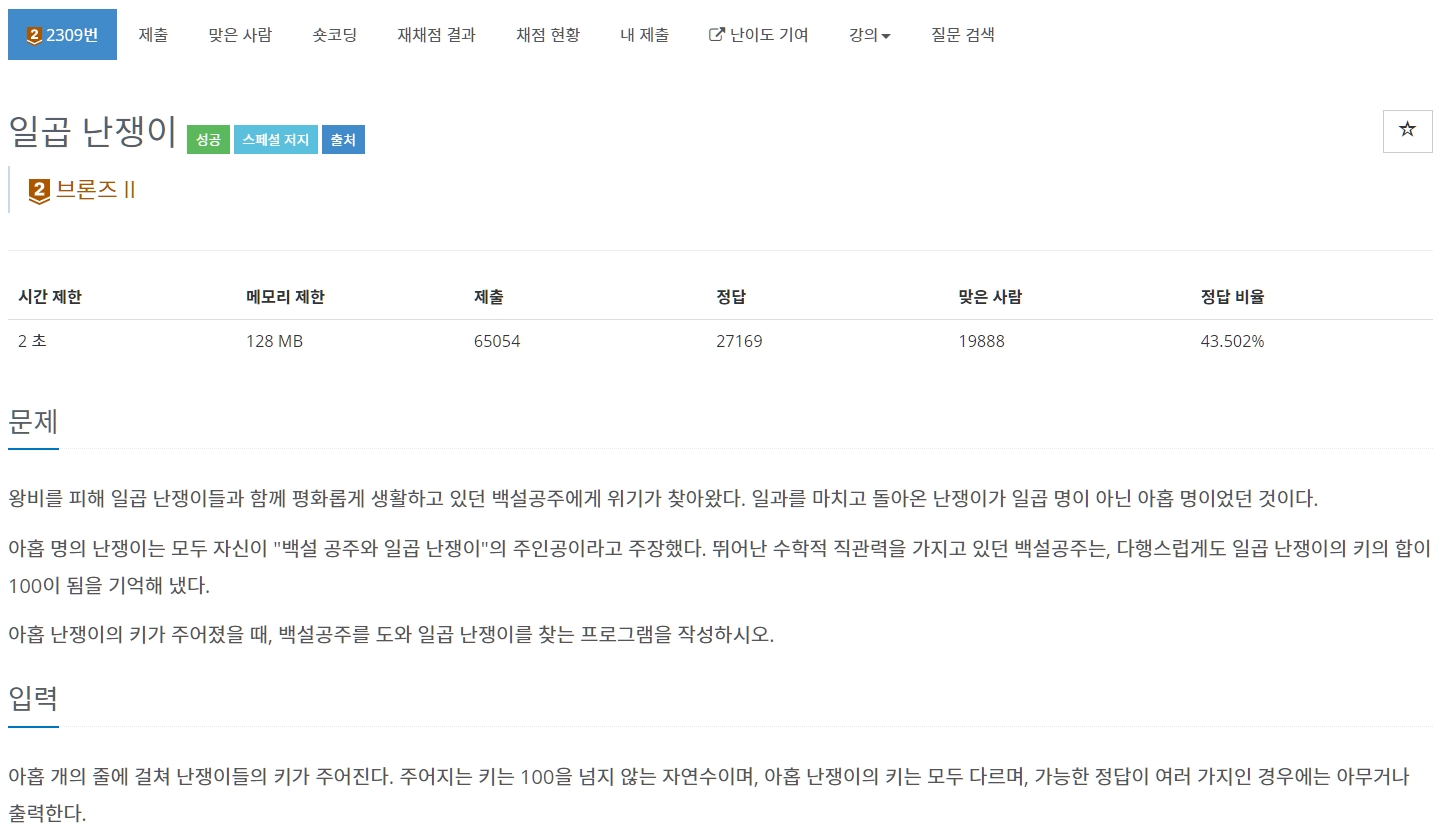 2 2309번 제출 맞은 사람 숏코딩 재채점 결과 채점 현황 내 제출 난이도 기여 강의 질문 검색
일곱 난쟁이 성공 스페셜 저지 출처
2 브론즈 II
시간 제한 메모리 제한 제출 정답 맞은 사람 정답 비율
2 초 128 MB 65054 27169 19888 43.502%
문제
왕비를 피해 일곱 난쟁이들과 함께 평화롭게 생활하고 있던 백설공주에게 위기가 찾아왔다. 일과를 마치고 돌아온 난쟁이가 일곱 명이 아닌 아홉 명이었던 것이다.
아홉 명의 난쟁이는 모두 자신이 "백설 공주와 일곱 난쟁이"의 주인공이라고 주장했다. 뛰어난 수학적 직관력을 가지고 있던 백설공주는, 다행스럽게도 일곱 난쟁이의 키의 합이
100이 됨을 기억해 냈다.
아홉 난쟁이의 키가 주어졌을 때, 백설공주를 도와 일곱 난쟁이를 찾는 프로그램을 작성하시오.
입력
아홉 개의 줄에 걸쳐 난쟁이들의 키가 주어진다. 주어지는 키는 100을 넘지 않는 자연수이며, 아홉 난쟁이의 키는 모두 다르며, 가능한 정답이 여러 가지인 경우에는 아무거나
출력한다.